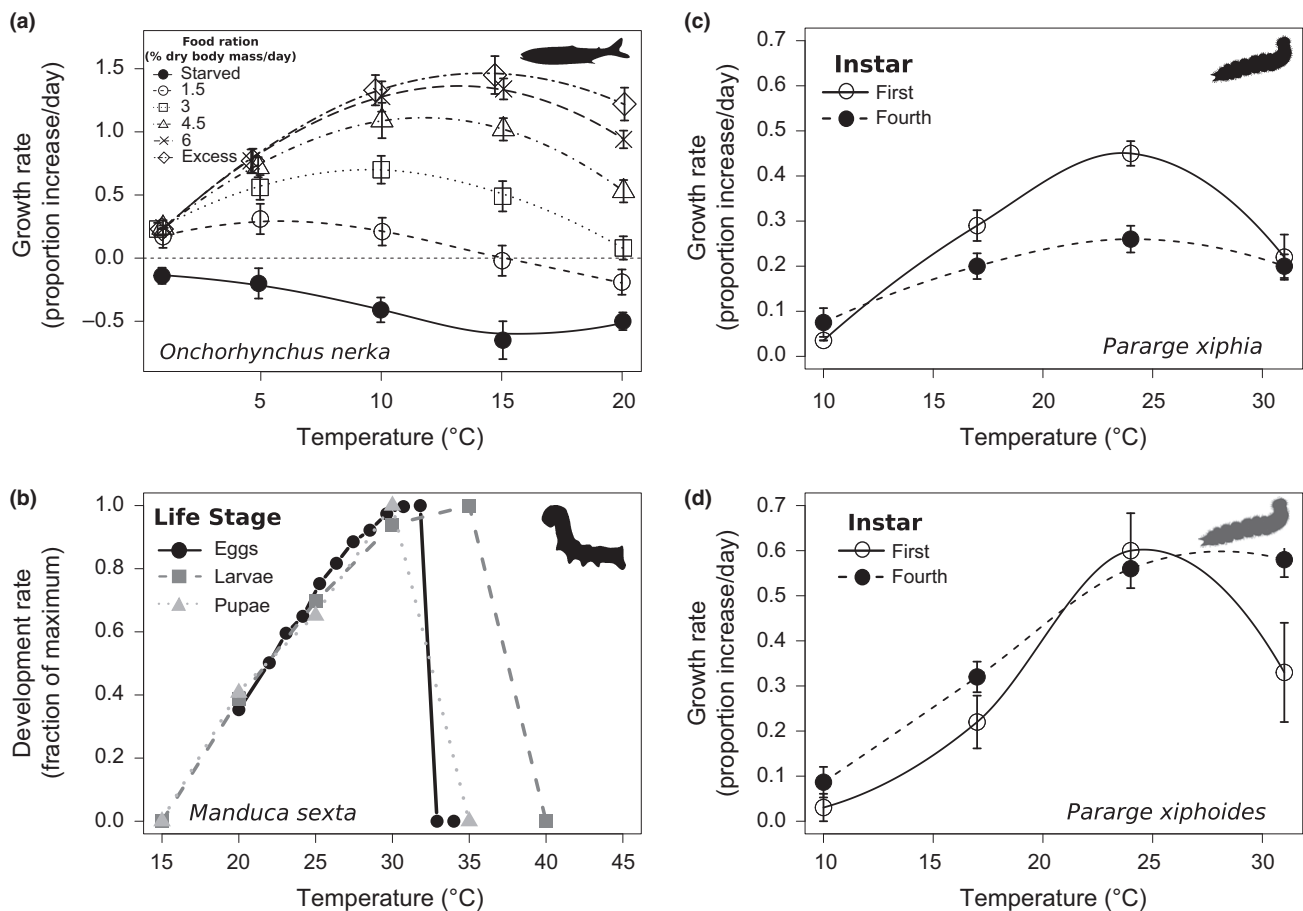 (a)
Food ration
(% dry body mass/day)
Starved
1.5
3
4.5
6
Excess
1.5
1.0
0.5
0.0
–0.5
Growth rate
(proportion increase/day)
Onchorhynchus nerka
5
10
15
20
Temperature (°C)
(b)
Life Stage
Eggs
Larvae
Pupae
1.0
0.8
0.6
0.4
0.2
0.0
Development rate
(fraction of maximum)
Manduca sexta
15
20
25
30
35
40
45
Temperature (°C)
(c)
Instar
First
Fourth
0.7
0.6
0.5
0.4
0.3
0.2
0.1
0.0
Growth rate
(proportion increase/day)
Pararge xiphia
10
15
20
25
30
Temperature (°C)
(d)
Instar
First
Fourth
0.7
0.6
0.5
0.4
0.3
0.2
0.1
0.0
Growth rate
(proportion increase/day)
Pararge xiphoides
10
15
20
25
30
Temperature (°C)